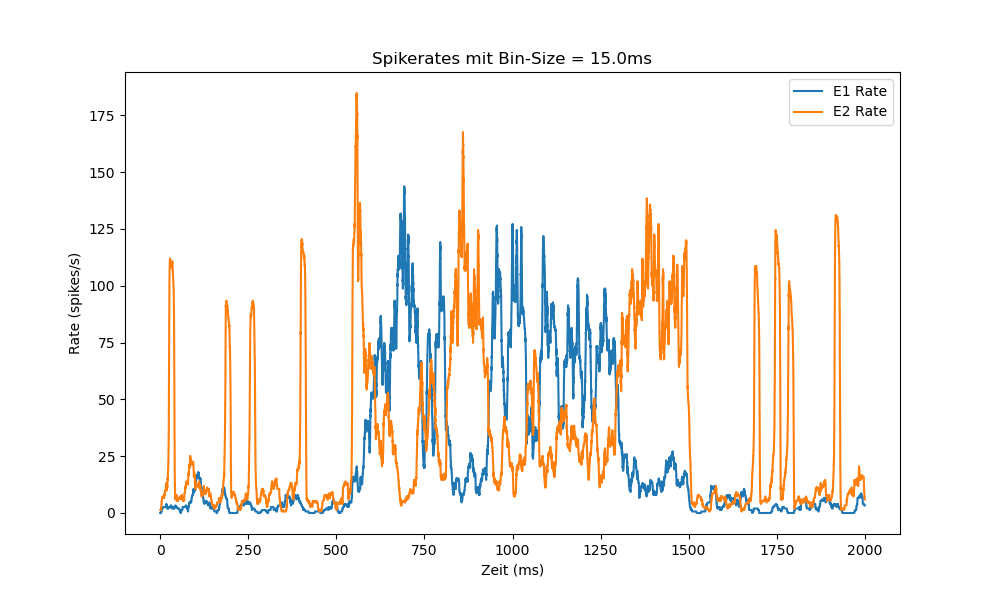 Spikerates mit Bin-Size = 15.0ms
E1 Rate
E2 Rate
Rate (spikes/s)
175
150
125
100
75
50
25
0
0 250 500 750 1000 1250 1500 1750 2000
Zeit (ms)